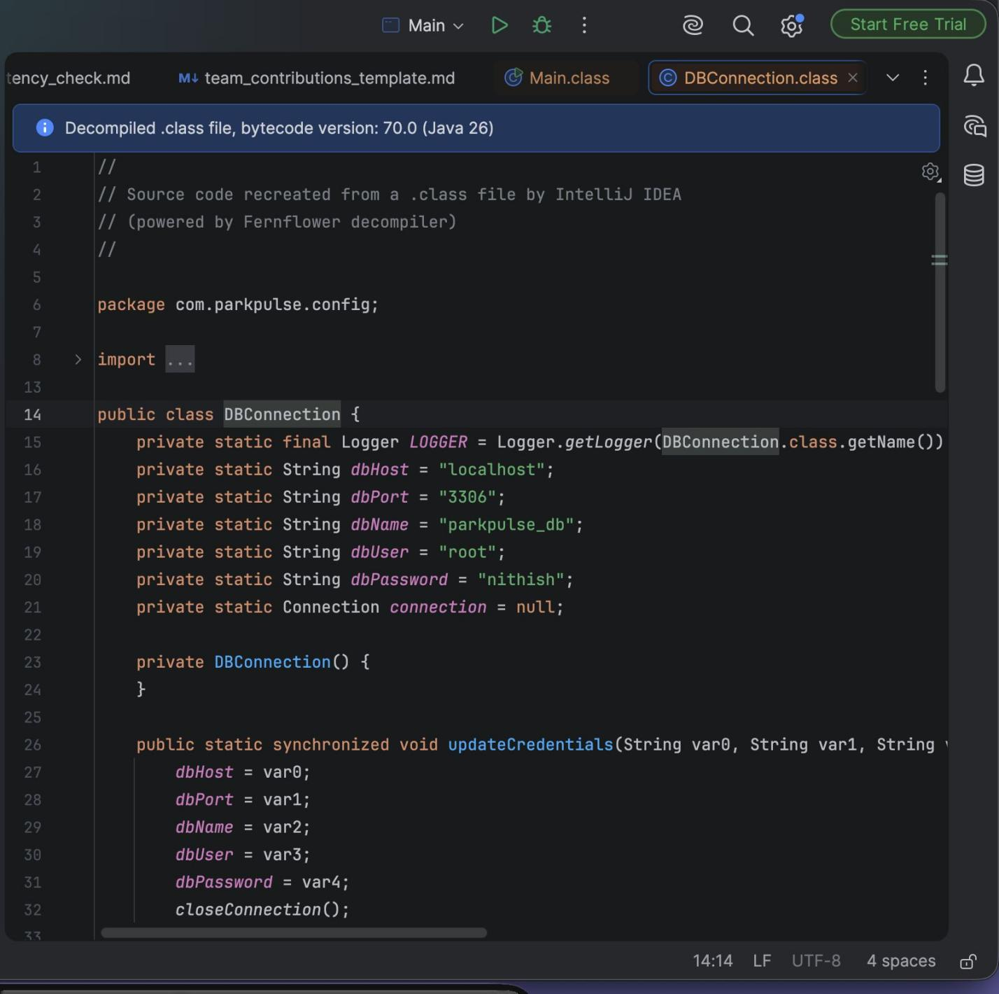 Main
Start Free Trial
tency_check.md
M↓ team_contributions_template.md
Main.class
DBConnection.class
Decompiled .class file, bytecode version: 70.0 (Java 26)
1 //
2 // Source code recreated from a .class file by IntelliJ IDEA
3 // (powered by Fernflower decompiler)
4 //
5
6 package com.parkpulse.config;
7
8 import ...
13
14 public class DBConnection {
15 private static final Logger LOGGER = Logger.getLogger(DBConnection.class.getName())
16 private static String dbHost = "localhost";
17 private static String dbPort = "3306";
18 private static String dbName = "parkpulse_db";
19 private static String dbUser = "root";
20 private static String dbPassword = "nithish";
21 private static Connection connection = null;
22
23 private DBConnection() {
24 }
25
26 public static synchronized void updateCredentials(String var0, String var1, String
27 dbHost = var0;
28 dbPort = var1;
29 dbName = var2;
30 dbUser = var3;
31 dbPassword = var4;
32 closeConnection();
33
14:14 LF UTF-8 4 spaces